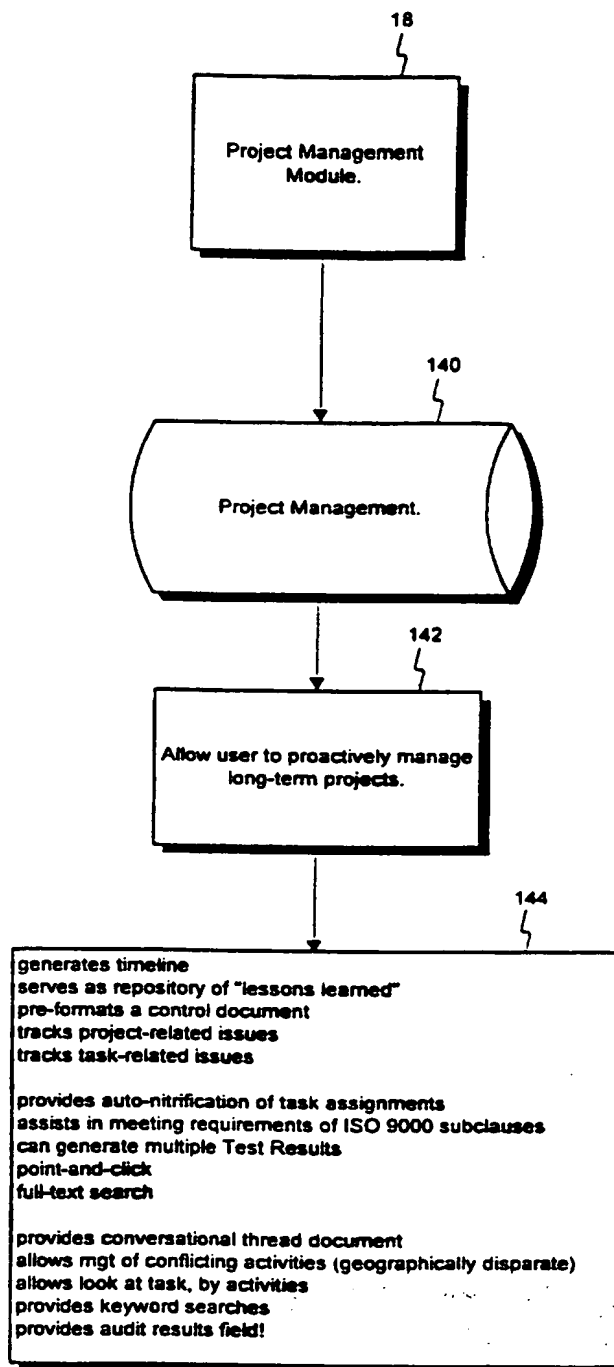 18
Project Management
Module.
140
Project Management.
142
Allow user to proactively manage
long-term projects.
144
generates timeline
serves as repository of "lessons learned"
pre-formats a control document
tracks project-related issues
tracks task-related issues
provides auto-nitrification of task assignments
assists in meeting requirements of ISO 9000 subclauses
can generate multiple Test Results
point-and-click
full-text search
provides conversational thread document
allows mgt of conflicting activities (geographically disparate)
allows look at task, by activities
provides keyword searches
provides audit results field!